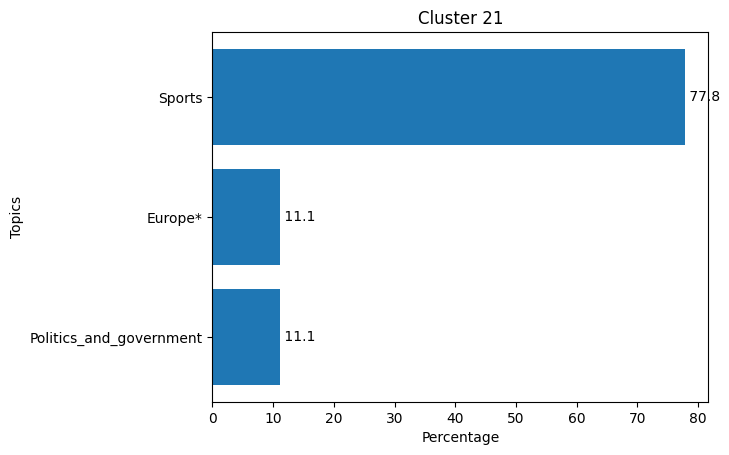 Cluster 21
Topics
Sports
77.8
Europe*
11.1
Politics_and_government
11.1
0 10 20 30 40 50 60 70 80
Percentage